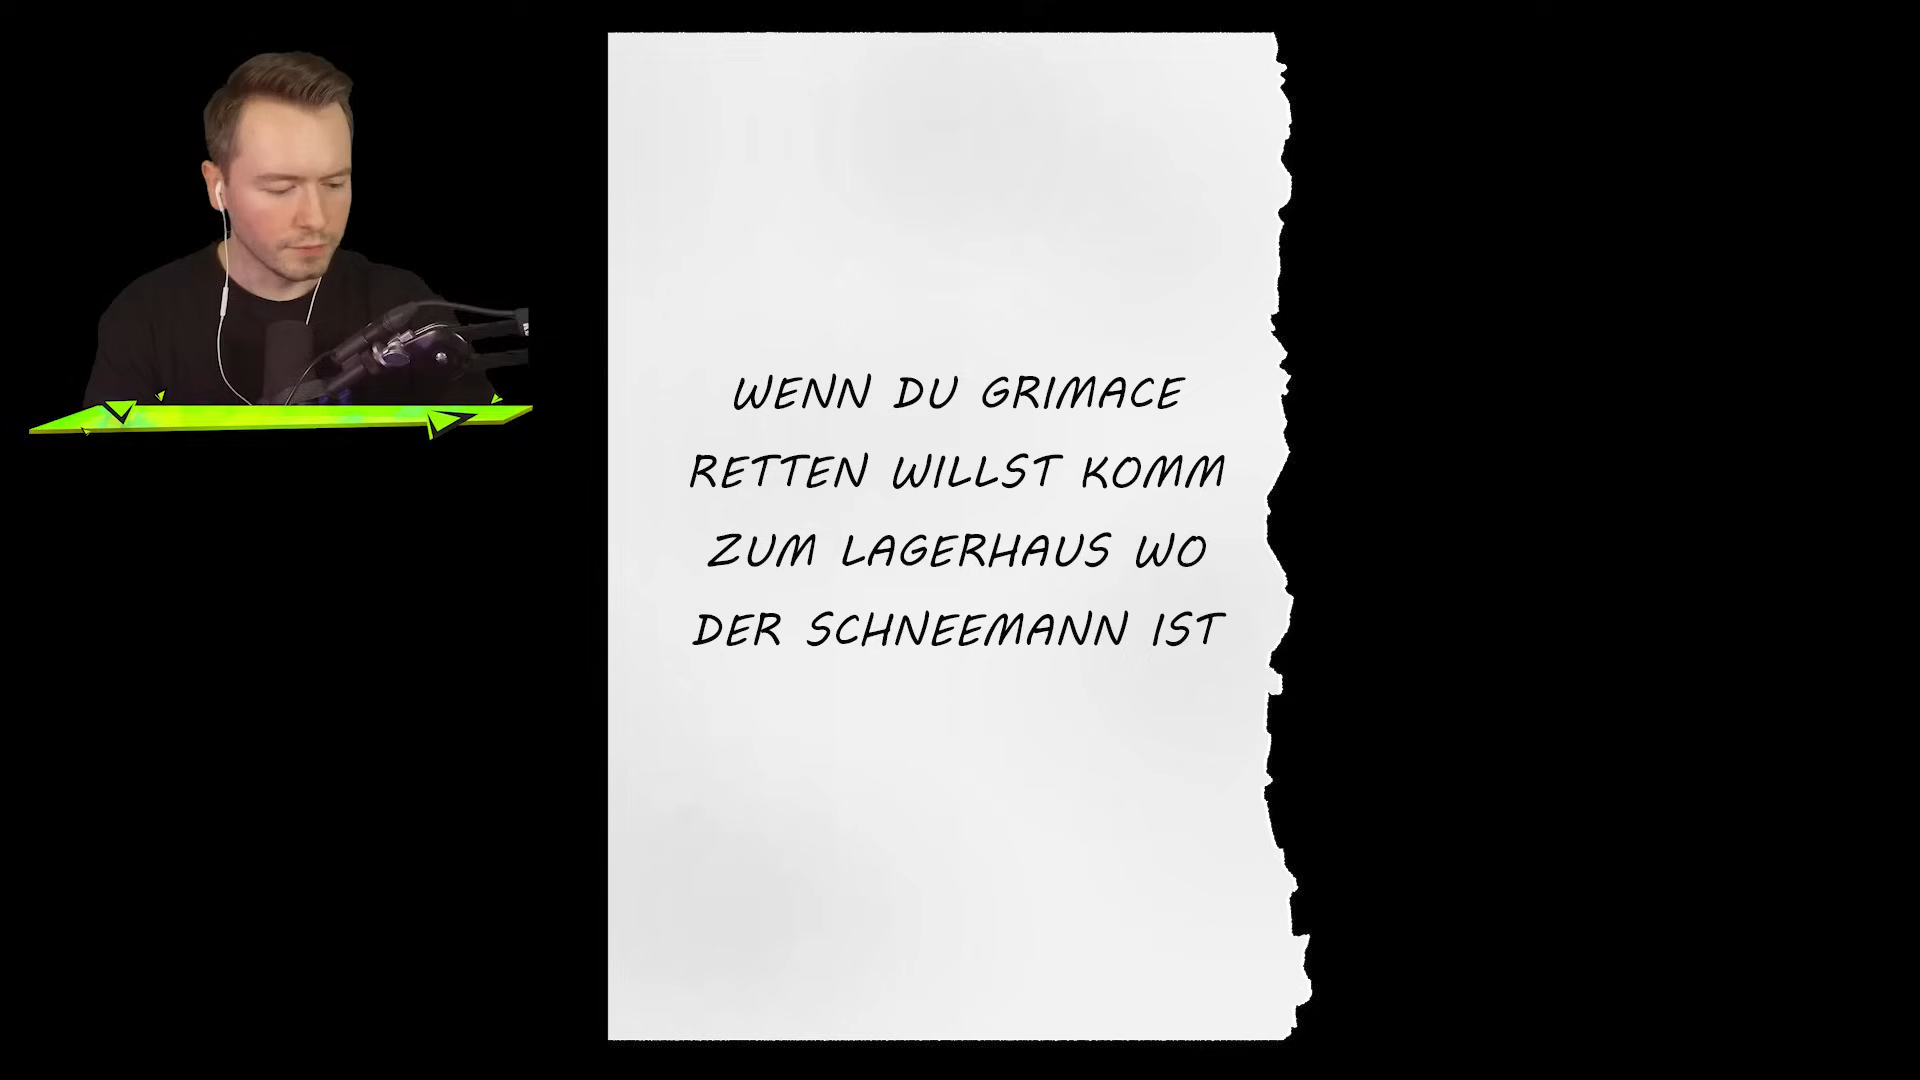 WENN DU GRIMACE
RETTEN WILLST KOMM
ZUM LAGERHAUS WO
DER SCHNEEMANN IST